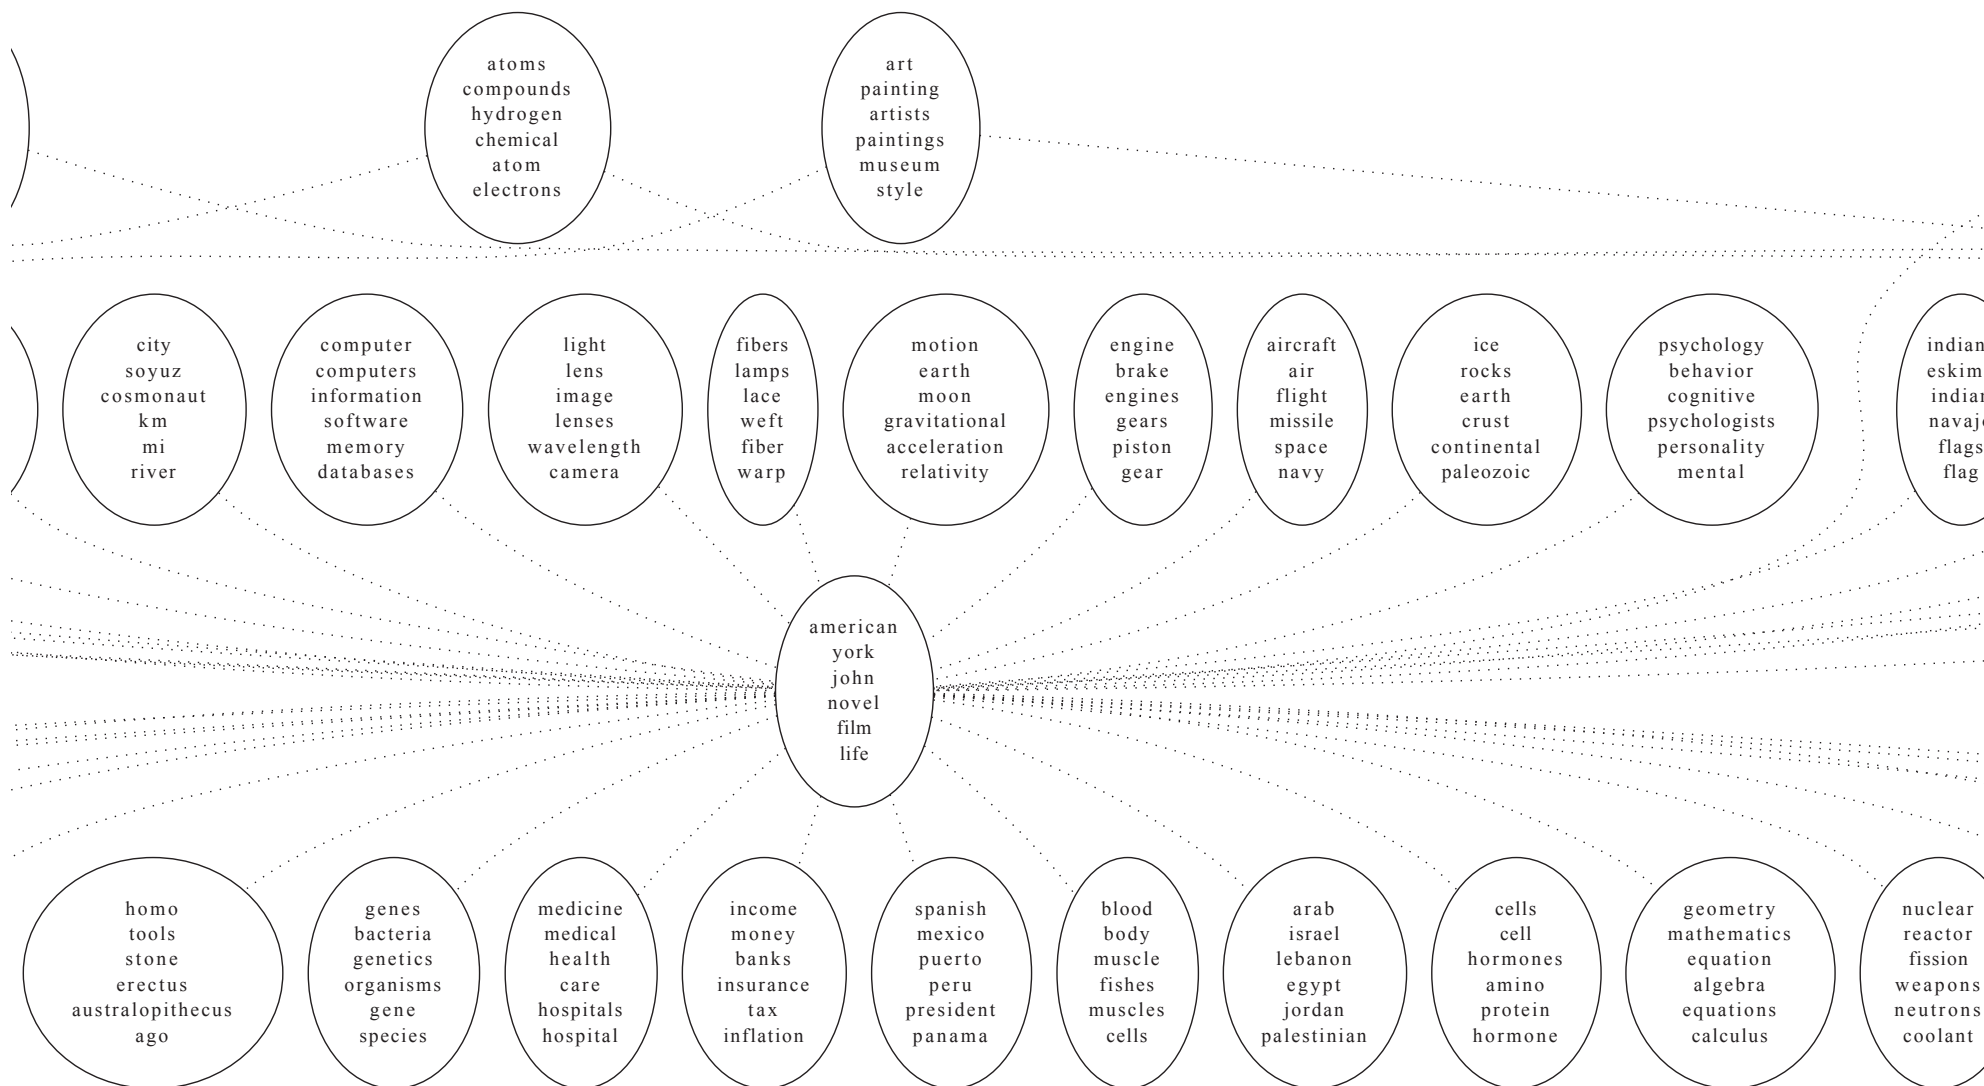 atoms
compounds
hydrogen
chemical
atom
electrons
art
painting
artists
paintings
museum
style
city
soyuz
cosmonaut
km
mi
river
computer
computers
information
software
memory
databases
light
lens
image
lenses
wavelength
camera
fibers
lamps
lace
weft
fiber
warp
motion
earth
moon
gravitational
acceleration
relativity
engine
brake
engines
gears
piston
gear
aircraft
air
flight
missile
space
navy
ice
rocks
earth
crust
continental
paleozoic
psychology
behavior
cognitive
psychologists
personality
mental
flags
flag
american
york
john
novel
film
life
homo
tools
stone
erectus
australopithecus
ago
genes
bacteria
genetics
organisms
gene
species
medicine
medical
health
care
hospitals
hospital
income
money
banks
insurance
tax
inflation
spanish
mexico
puerto
peru
president
panama
blood
body
muscle
fishes
muscles
cells
arab
israel
lebanon
egypt
jordan
palestinian
cells
cell
hormones
amino
protein
hormone
geometry
mathematics
equation
algebra
equations
calculus
nuclear
reactor
fission
weapons
neutrons
coolant